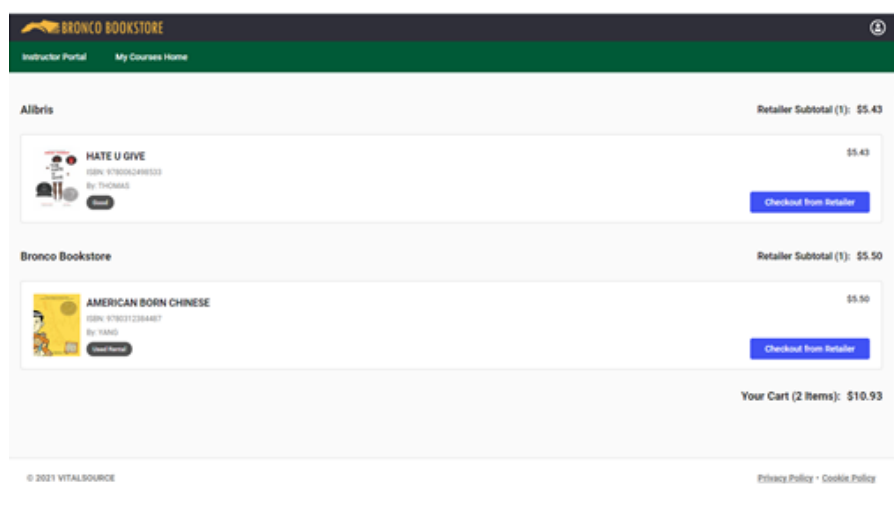 BRONCO BOOKSTORE
Instructor Portal My Courses Home
Alibris Retailer Subtotal (1): $5.43
HATE U GIVE $5.43
ISBN: 9780062498533
By: THOMAS
Good
Checkout from Retailer
Bronco Bookstore Retailer Subtotal (1): $5.50
AMERICAN BORN CHINESE $5.50
ISBN: 9780312384487
By: YANG
Used Rental
Checkout from Retailer
Your Cart (2 Items): $10.93
© 2021 VITALSOURCE Privacy Policy • Cookie Policy